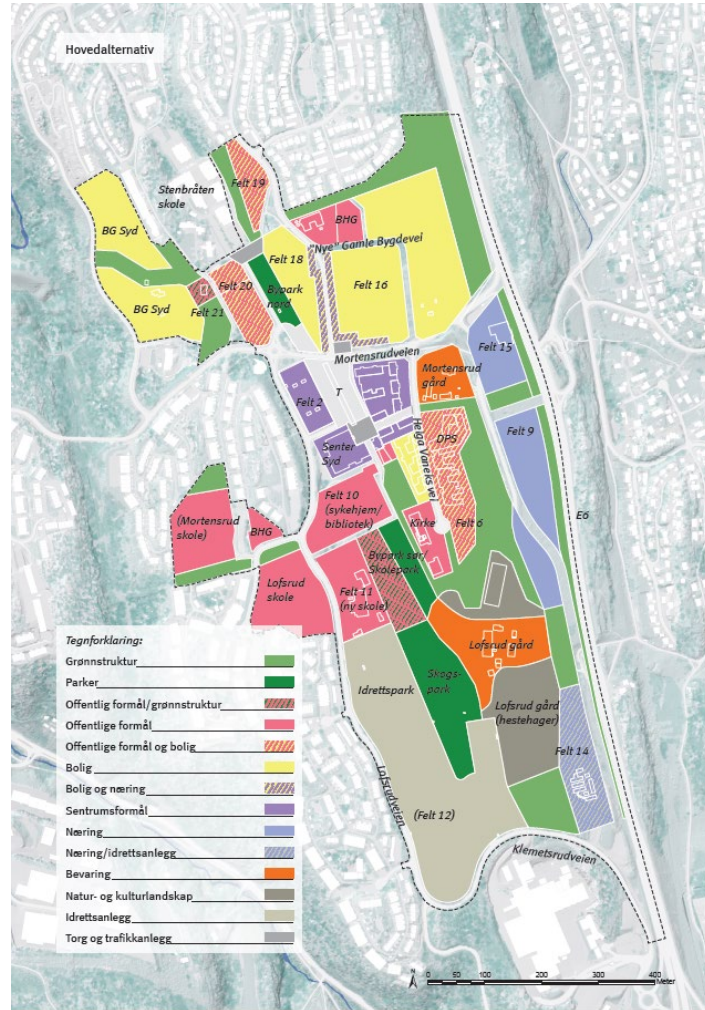 Hovedalternativ
Stenbråten
skole
Felt 19
BG Syd
BHG
"Nye" Gamle Bygdevei
Felt 18
Bypark
nord
Felt 16
Felt 20
BG Syd
Felt 21
Felt 15
Mortensrudveien
Mortensrud
gård
Felt 2
T
Helga Vaneks vei
DPS
Felt 9
Senter
Syd
E6
Felt 10
(sykehjem/
bibliotek)
(Mortensrud
skole)
BHG
Kirke
Felt 6
Bypark sør/
Skolepark
Lofsrud
skole
Felt 11
(ny skole)
Lofsrud gård
Idrettspark
Skogs-
park
Lofsrud gård
(hestehager)
Felt 14
Lofsrudveien
(Felt 12)
Klemetsrudveien
Tegnforklaring:
Grønnstruktur
Parker
Offentlig formål/grønnstruktur
Offentlige formål
Offentlige formål og bolig
Bolig
Bolig og næring
Sentrumsformål
Næring
Næring/idrettsanlegg
Bevaring
Natur- og kulturlandskap
Idrettsanlegg
Torg og trafikkanlegg
N
0 50 100 200 300 400
Meter